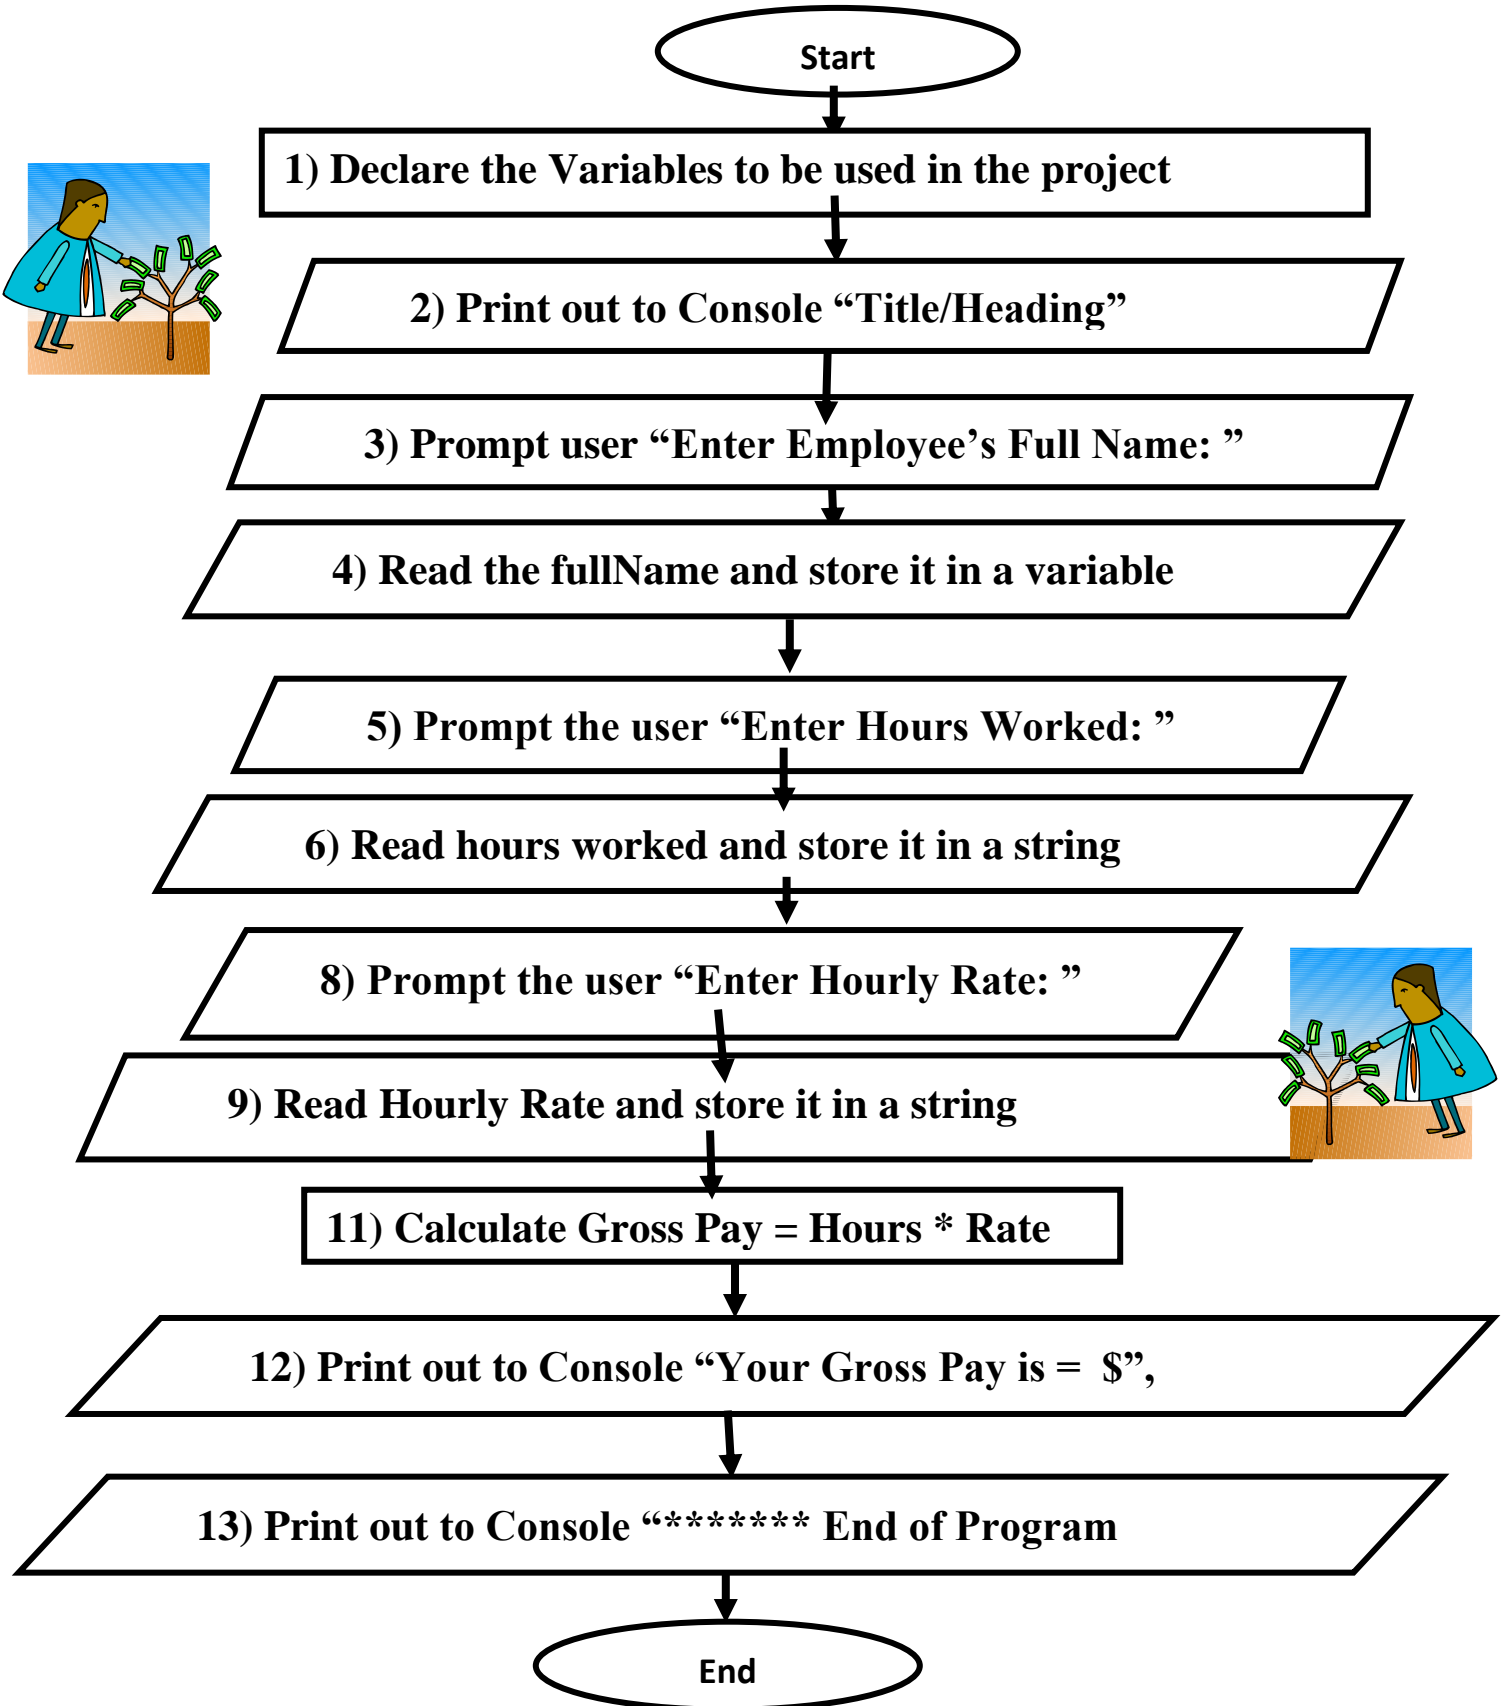 Start
1) Declare the Variables to be used in the project
2) Print out to Console “Title/Heading”
3) Prompt user “Enter Employee’s Full Name: ”
4) Read the fullName and store it in a variable
5) Prompt the user “Enter Hours Worked: ”
6) Read hours worked and store it in a string
8) Prompt the user “Enter Hourly Rate: ”
9) Read Hourly Rate and store it in a string
11) Calculate Gross Pay = Hours * Rate
12) Print out to Console “Your Gross Pay is =  $”,
13) Print out to Console “******* End of Program
End